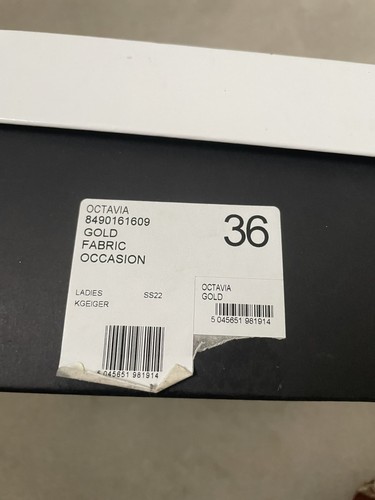 OCTAVIA
8490161609
GOLD
FABRIC
OCCASION
36
LADIES
SS22
KGEIGER
OCTAVIA
GOLD
5 045651 981914
5 045651 981914